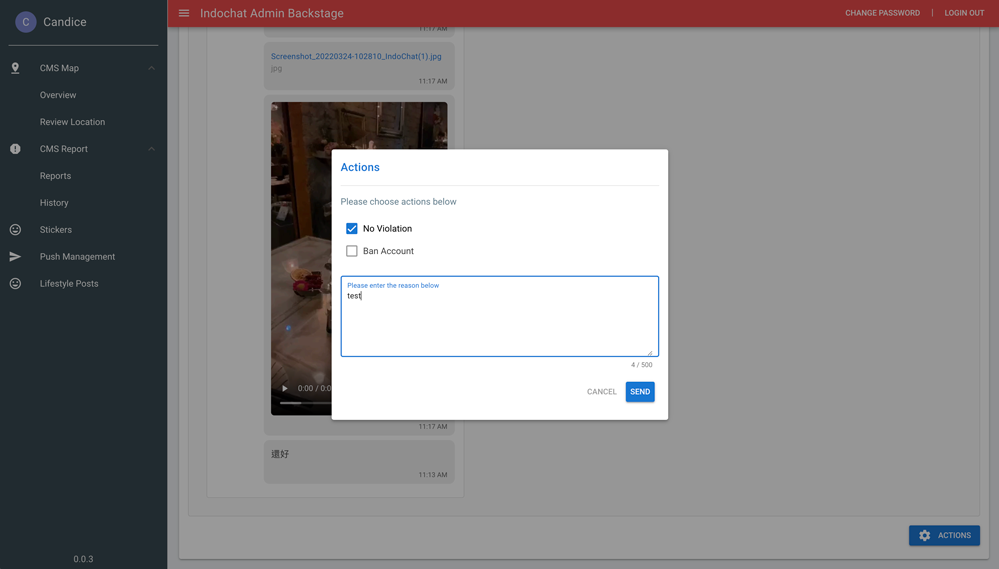 C Candice
Indochat Admin Backstage
CHANGE PASSWORD | LOGIN OUT
CMS Map
Overview
Review Location
CMS Report
Reports
History
Stickers
Push Management
Lifestyle Posts
0.0.3
11:17 AM
Screenshot_20220324-102810_IndoChat(1).jpg
jpg
11:17 AM
Actions
Please choose actions below
No Violation
Ban Account
Please enter the reason below
test
4 / 500
CANCEL SEND
0:00 / 0:0
11:17 AM
還好
11:13 AM
ACTIONS